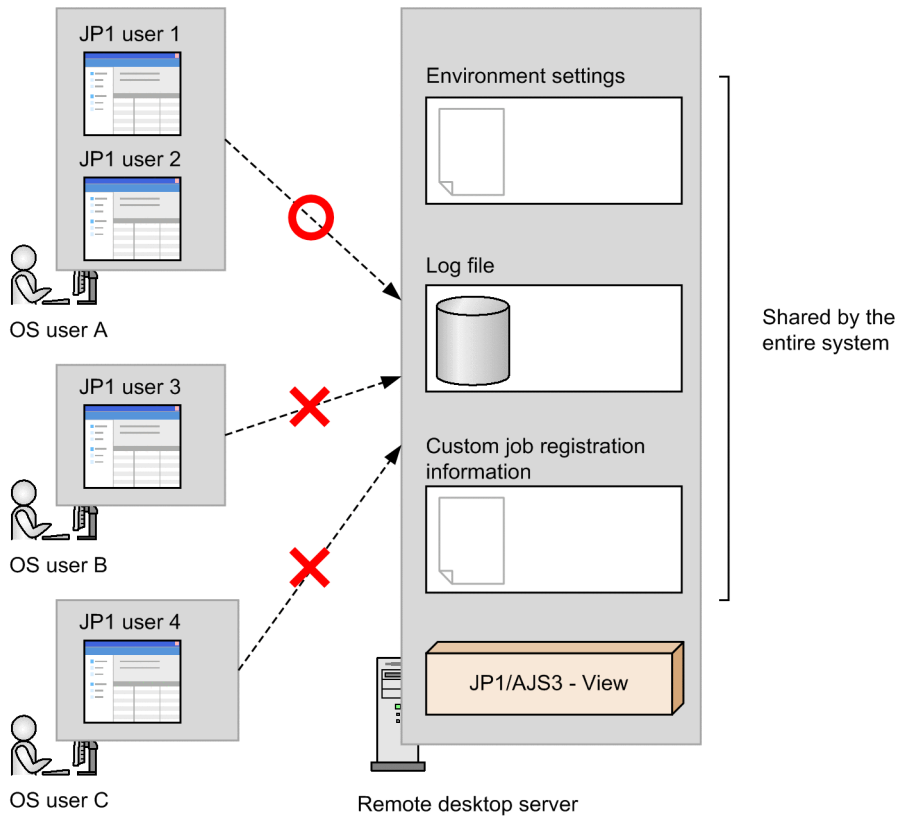 JP1 user 1
JP1 user 2
OS user A
JP1 user 3
OS user B
JP1 user 4
OS user C
Environment settings
Log file
Custom job registration
information
JP1/AJS3 - View
Remote desktop server
Shared by the
entire system